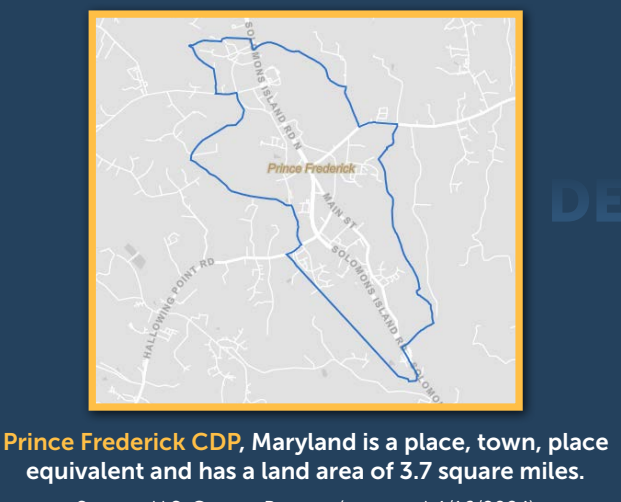 SOLOMONS ISLAND RD N
Prince Frederick
MAIN ST
SOLOMONS ISLAND R
HALLOWING POINT RD
SOLOMO
DE
Prince Frederick CDP, Maryland is a place, town, place
equivalent and has a land area of 3.7 square miles.